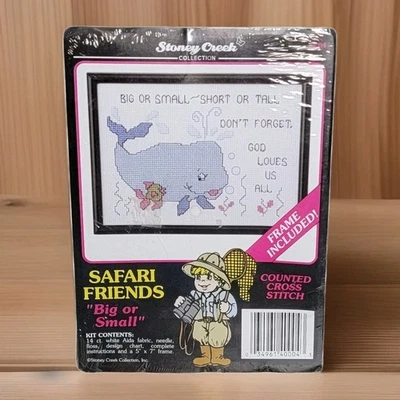 Stoney Creek
COLLECTION
BIG OR SMALL-SHORT OR TALL
DON'T FORGET,
GOD
LOVES
US
ALL
FRAME
INCLUDED!
SAFARI
FRIENDS
"Big or
Small"
COUNTED
CROSS
STITCH
KIT CONTENTS:
14 ct. white Aida fabric, needle,
floss, design chart, complete
instructions and a 5" x 7" frame.
©Stoney Creek Collection, Inc.
34961 40004